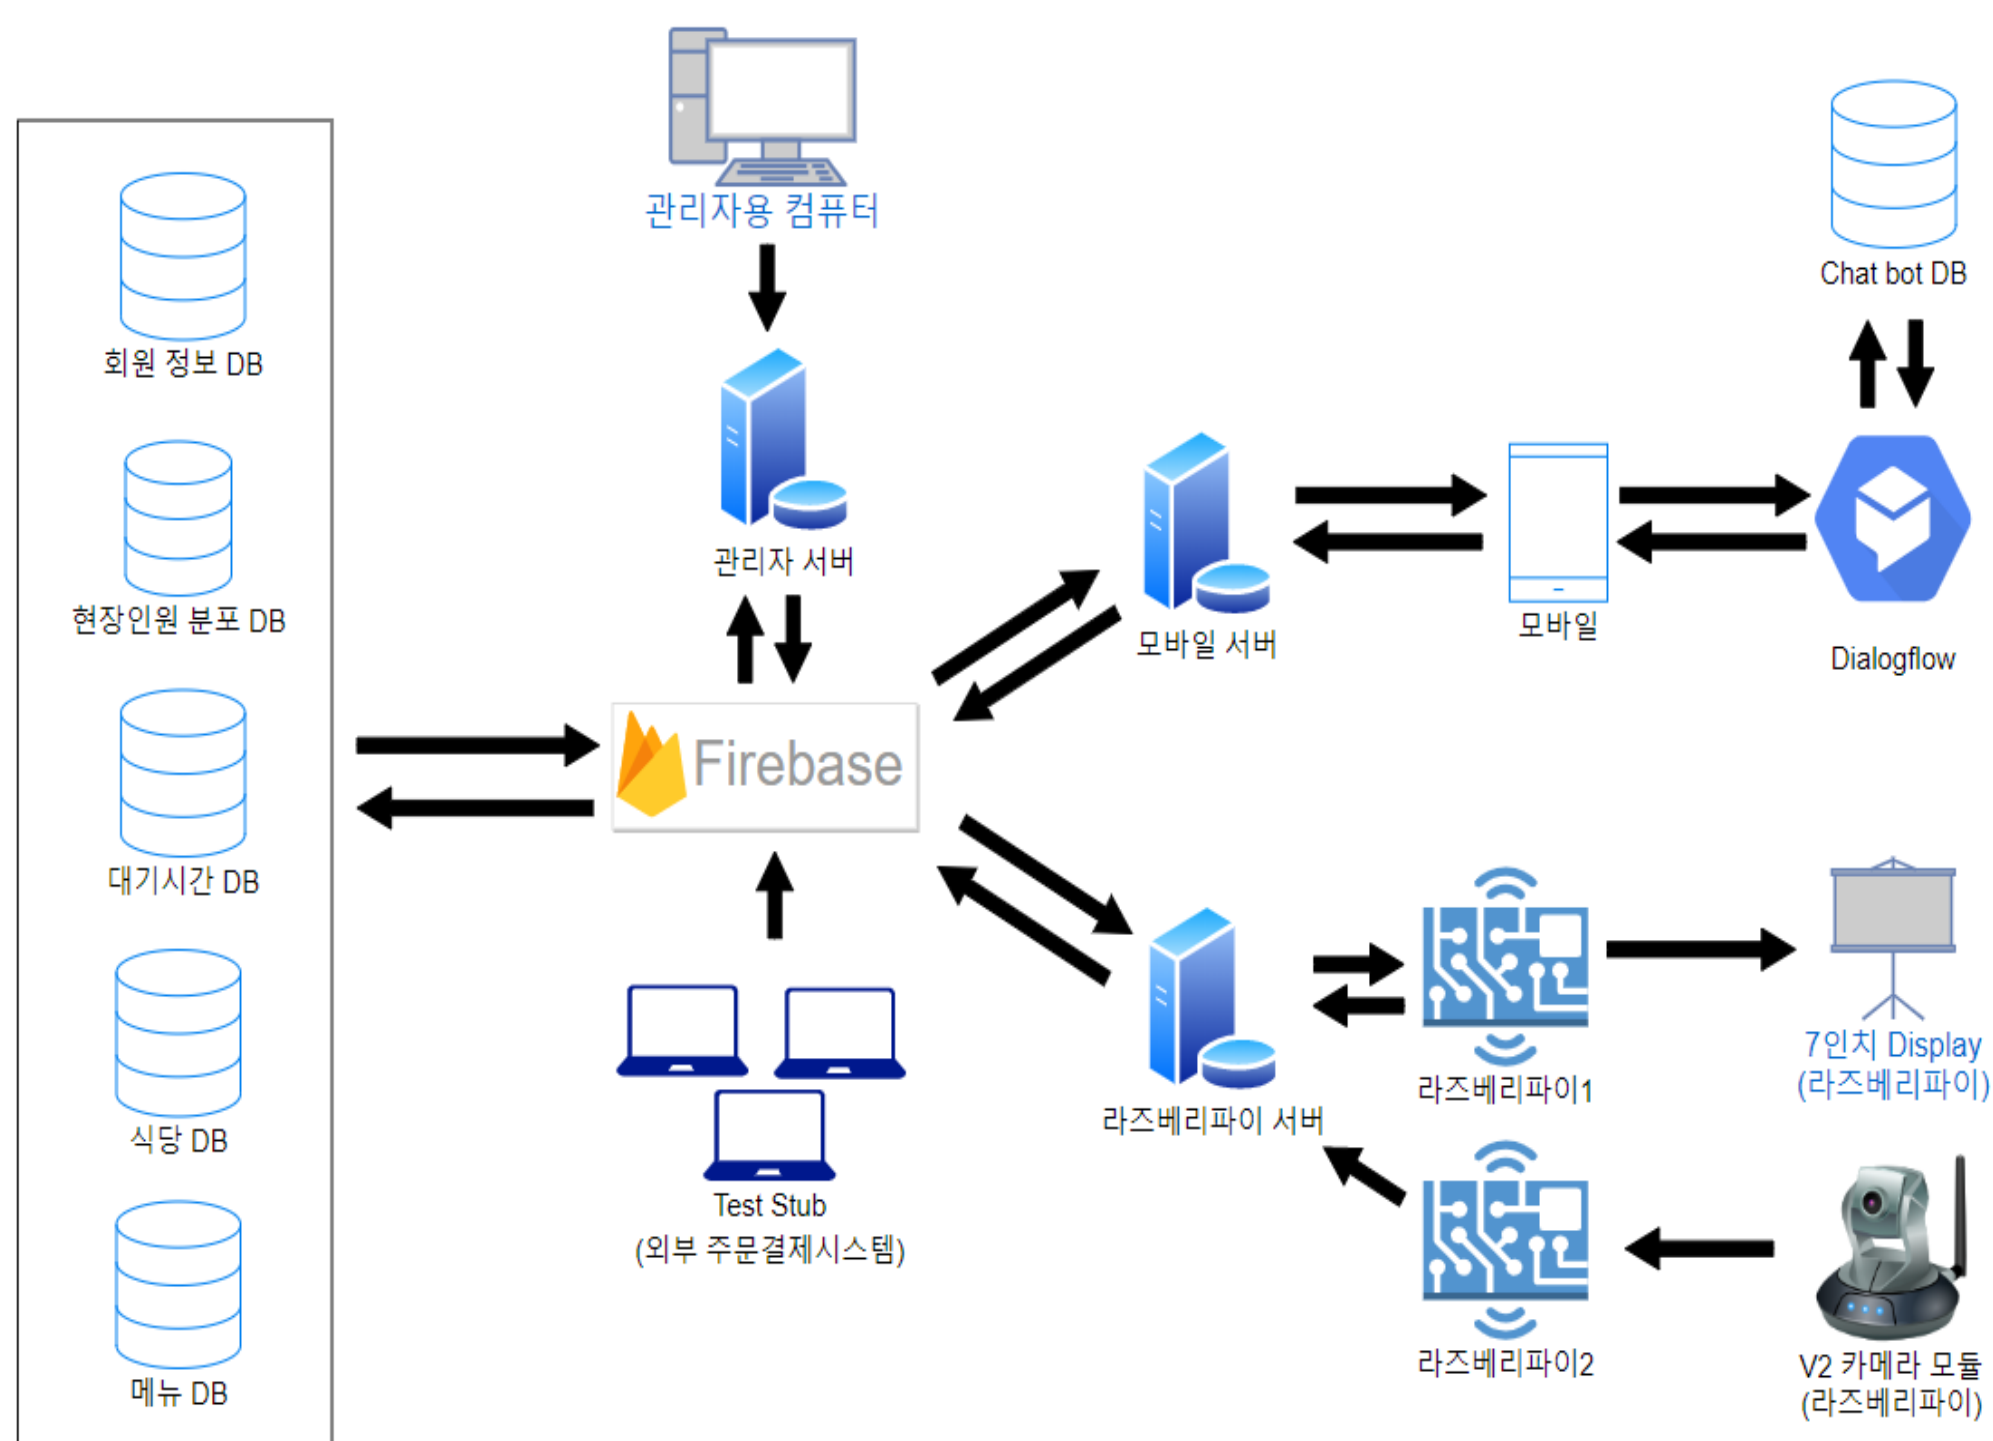 관리자용 컴퓨터
Chat bot DB
회원 정보 DB
관리자 서버
현장인원 분포 DB
모바일 서버
모바일
Dialogflow
Firebase
대기시간 DB
7인치 Display
(라즈베리파이)
라즈베리파이1
라즈베리파이 서버
식당 DB
Test Stub
(외부 주문결제시스템)
라즈베리파이2
V2 카메라 모듈
(라즈베리파이)
메뉴 DB